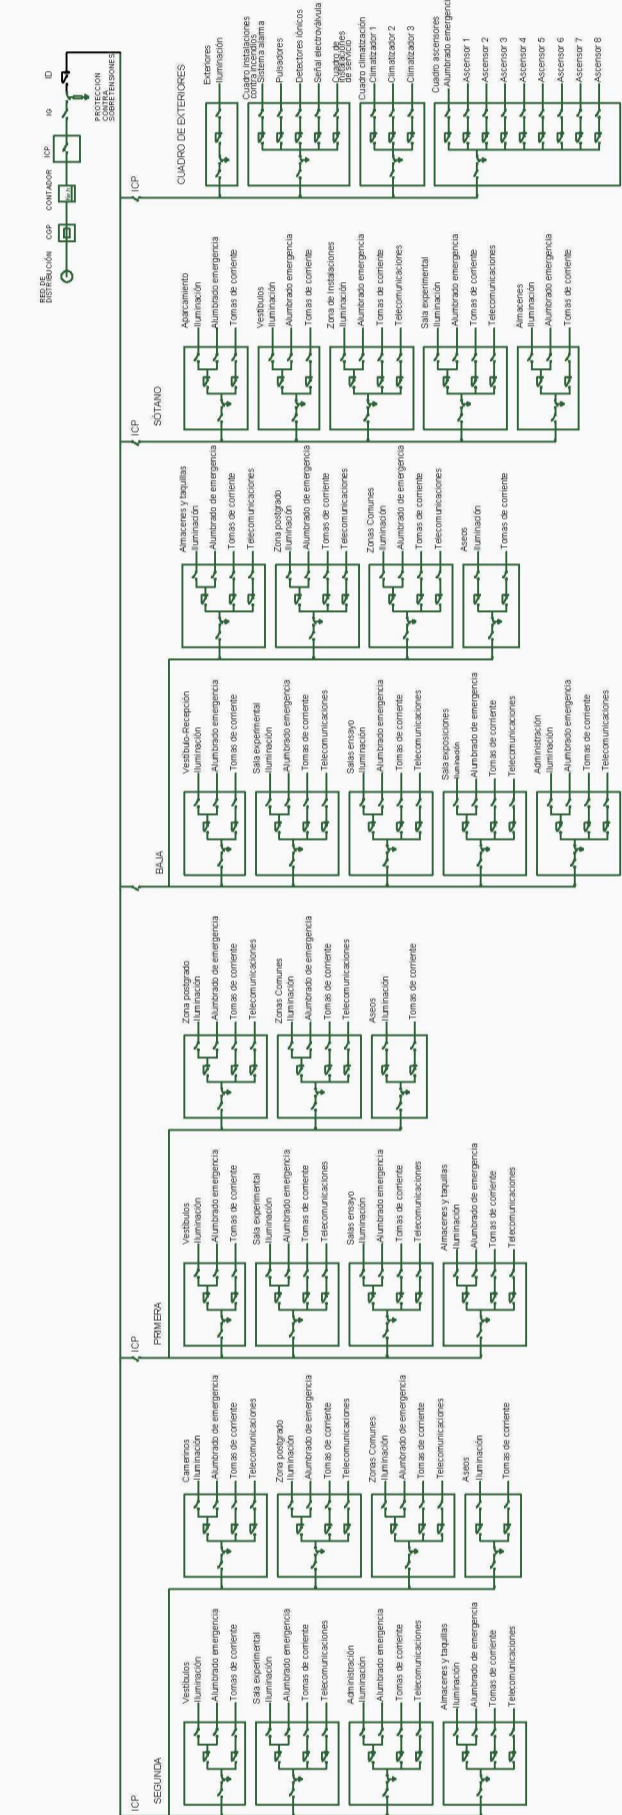 RED DE
DISTRIBUCIÓN
CGP
CONTADOR
ICP
IG
ID
PROTECCION
CONTRA
SOBRETENSIONES
ICP
SEGUNDA
Vestíbulos
Iluminación
Alumbrado emergencia
Tomas de corriente
Sala experimental
Iluminación
Alumbrado emergencia
Tomas de corriente
Telecomunicaciones
Administración
Iluminación
Alumbrado emergencia
Tomas de corriente
Telecomunicaciones
Almacenes y taquillas
Iluminación
Alumbrado de emergencia
Tomas de corriente
Telecomunicaciones
Camerinos
Iluminación
Alumbrado de emergencia
Tomas de corriente
Telecomunicaciones
Zona postgrado
Iluminación
Alumbrado de emergencia
Tomas de corriente
Telecomunicaciones
Zonas Comunes
Iluminación
Alumbrado de emergencia
Tomas de corriente
Telecomunicaciones
Aseos
Iluminación
Tomas de corriente
ICP
PRIMERA
Vestíbulos
Iluminación
Alumbrado emergencia
Tomas de corriente
Sala experimental
Iluminación
Alumbrado emergencia
Tomas de corriente
Telecomunicaciones
Salas ensayo
Iluminación
Alumbrado emergencia
Tomas de corriente
Telecomunicaciones
Almacenes y taquillas
Iluminación
Alumbrado de emergencia
Tomas de corriente
Telecomunicaciones
Zona postgrado
Iluminación
Alumbrado de emergencia
Tomas de corriente
Telecomunicaciones
Zonas Comunes
Iluminación
Alumbrado de emergencia
Tomas de corriente
Telecomunicaciones
Aseos
Iluminación
Tomas de corriente
BAJA
Vestíbulo-Recepción
Iluminación
Alumbrado emergencia
Tomas de corriente
Sala experimental
Iluminación
Alumbrado emergencia
Tomas de corriente
Telecomunicaciones
Salas ensayo
Iluminación
Alumbrado emergencia
Tomas de corriente
Telecomunicaciones
Sala exposiciones
Iluminación
Alumbrado de emergencia
Tomas de corriente
Telecomunicaciones
Administración
Iluminación
Alumbrado emergencia
Tomas de corriente
Telecomunicaciones
Almacenes y taquillas
Iluminación
Alumbrado de emergencia
Tomas de corriente
Telecomunicaciones
Zona postgrado
Iluminación
Alumbrado de emergencia
Tomas de corriente
Telecomunicaciones
Zonas Comunes
Iluminación
Alumbrado de emergencia
Tomas de corriente
Telecomunicaciones
Aseos
Iluminación
Tomas de corriente
ICP
SÓTANO
Aparcamiento
Iluminación
Alumbrado emergencia
Tomas de corriente
Vestíbulos
Iluminación
Alumbrado emergencia
Tomas de corriente
Zona de Instalaciones
Iluminación
Alumbrado emergencia
Tomas de corriente
Telecomunicaciones
Sala experimental
Iluminación
Alumbrado emergencia
Tomas de corriente
Telecomunicaciones
Almacenes
Iluminación
Alumbrado emergencia
Tomas de corriente
ICP
CUADRO DE EXTERIORES
Exteriores
Iluminación
Cuadro instalaciones
contra incendios
Sistema alarma
Pulsadores
Detectores iónicos
Señal electroválvula
Cuadro de
instalaciones
de servicio
Cuadro climatización
Climatizador 1
Climatizador 2
Climatizador 3
Cuadro ascensores
Alumbrado emergencia
Ascensor 1
Ascensor 2
Ascensor 3
Ascensor 4
Ascensor 5
Ascensor 6
Ascensor 7
Ascensor 8